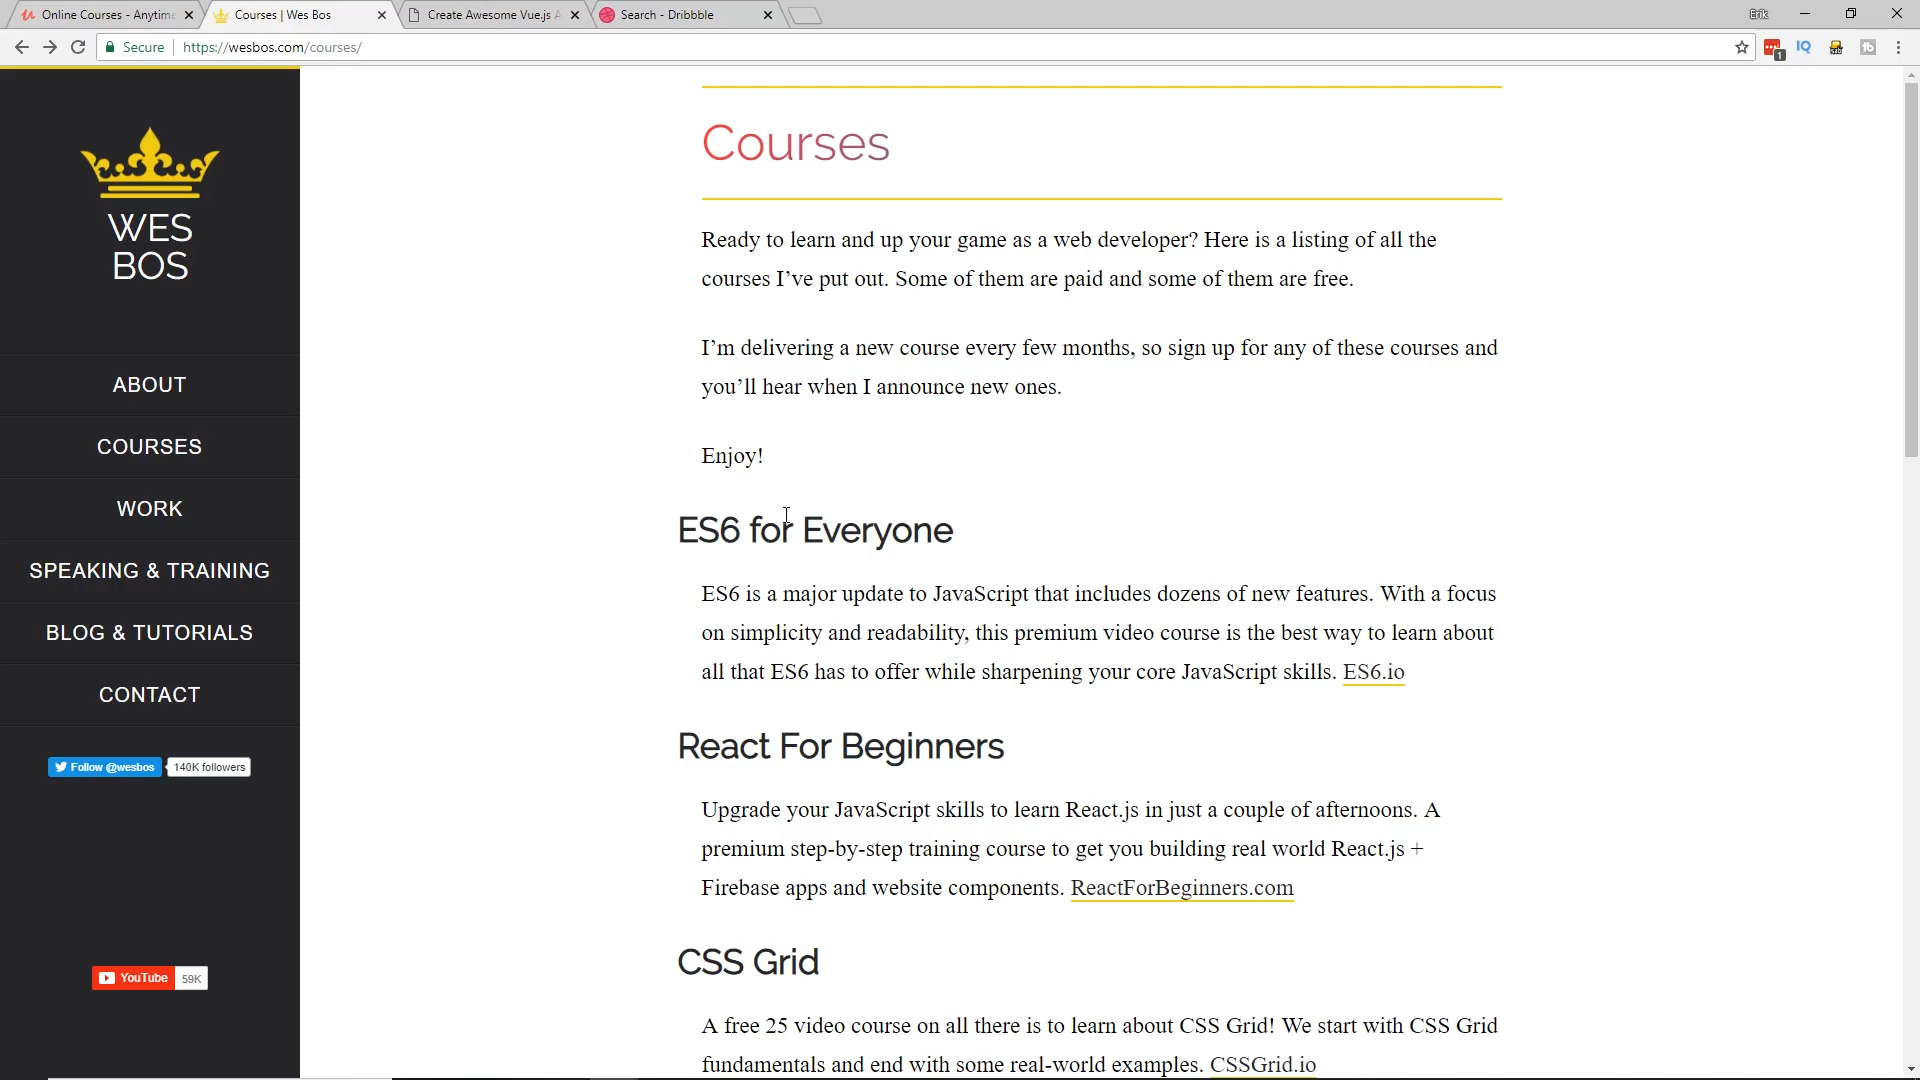 Online Courses - Anytime
Courses | Wes Bos
Create Awesome Vue.js A
Search - Dribbble
Erik
Secure
https://wesbos.com/courses/
1
IQ
tb
WES
BOS
ABOUT
COURSES
WORK
SPEAKING & TRAINING
BLOG & TUTORIALS
CONTACT
Follow @wesbos
140K followers
YouTube
59K
Courses
Ready to learn and up your game as a web developer? Here is a listing of all the
courses I’ve put out. Some of them are paid and some of them are free.
I’m delivering a new course every few months, so sign up for any of these courses and
you’ll hear when I announce new ones.
Enjoy!
ES6 for Everyone
ES6 is a major update to JavaScript that includes dozens of new features. With a focus
on simplicity and readability, this premium video course is the best way to learn about
all that ES6 has to offer while sharpening your core JavaScript skills. ES6.io
React For Beginners
Upgrade your JavaScript skills to learn React.js in just a couple of afternoons. A
premium step-by-step training course to get you building real world React.js +
Firebase apps and website components. ReactForBeginners.com
CSS Grid
A free 25 video course on all there is to learn about CSS Grid! We start with CSS Grid
fundamentals and end with some real-world examples. CSSGrid.io